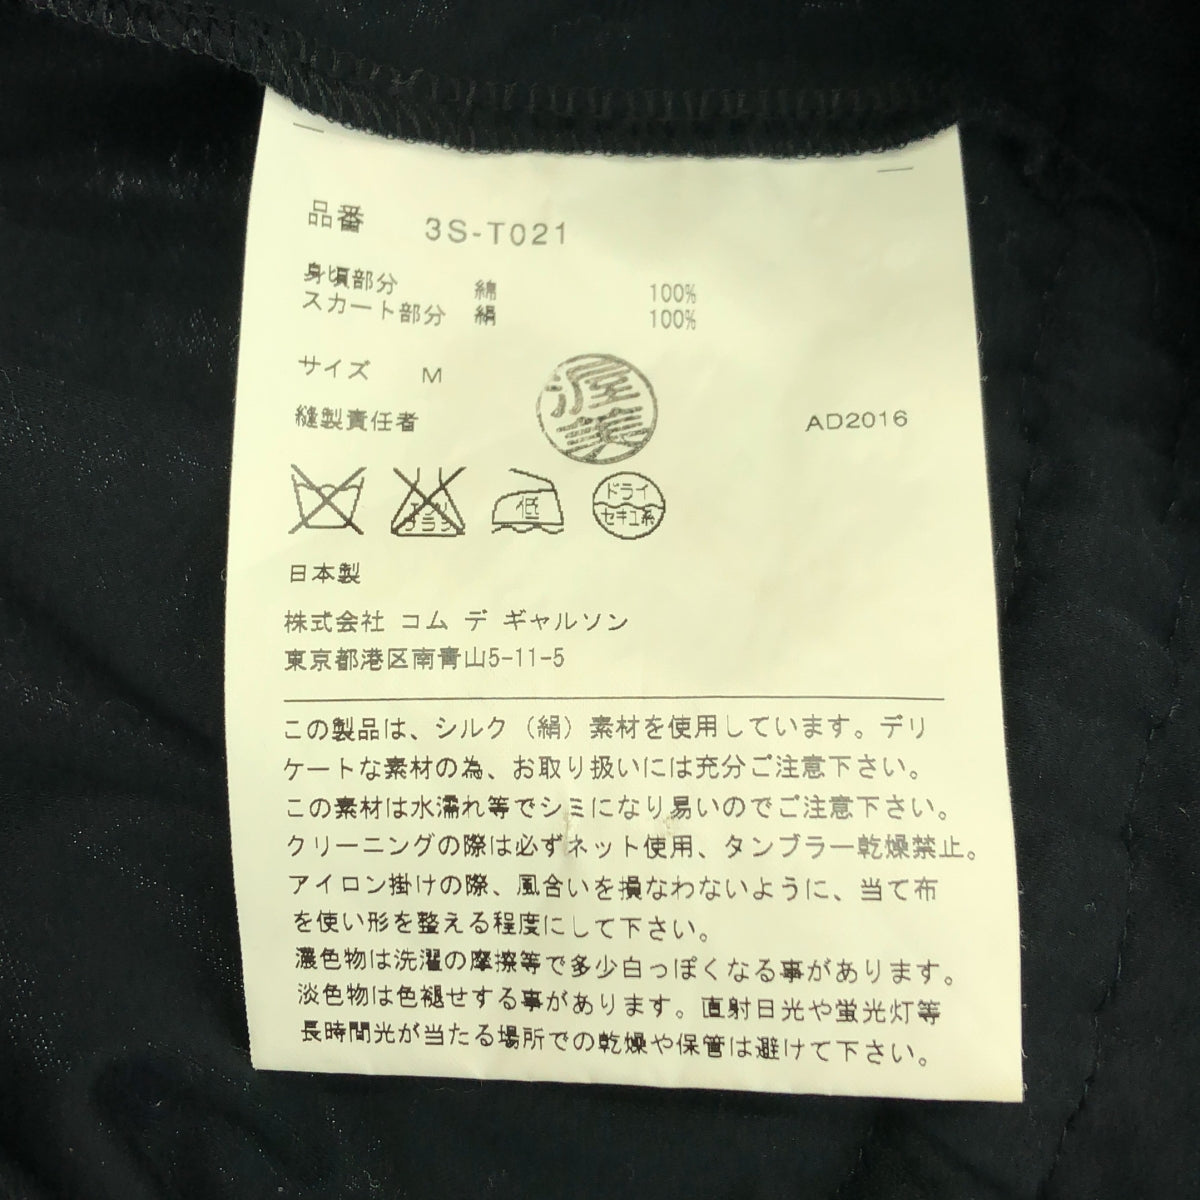 品番 3S-T021
身頃部分 綿 100%
スカート部分 絹 100%
サイズ M
渥美
縫製責任者
AD2016
エンソ
サラシ
低
ドライ
セキユ系
日本製
株式会社 コム デ ギャルソン
東京都港区南青山5-11-5
この製品は、シルク（絹）素材を使用しています。デリ
ケートな素材の為、お取り扱いには充分ご注意下さい。
この素材は水濡れ等でシミになり易いのでご注意下さい。
クリーニングの際は必ずネット使用、タンブラー乾燥禁止。
アイロン掛けの際、風合いを損なわないように、当て布
を使い形を整える程度にして下さい。
濃色物は洗濯の摩擦等で多少白っぽくなる事があります。
淡色物は色褪せする事があります。直射日光や蛍光灯等
長時間光が当たる場所での乾燥や保管は避けて下さい。